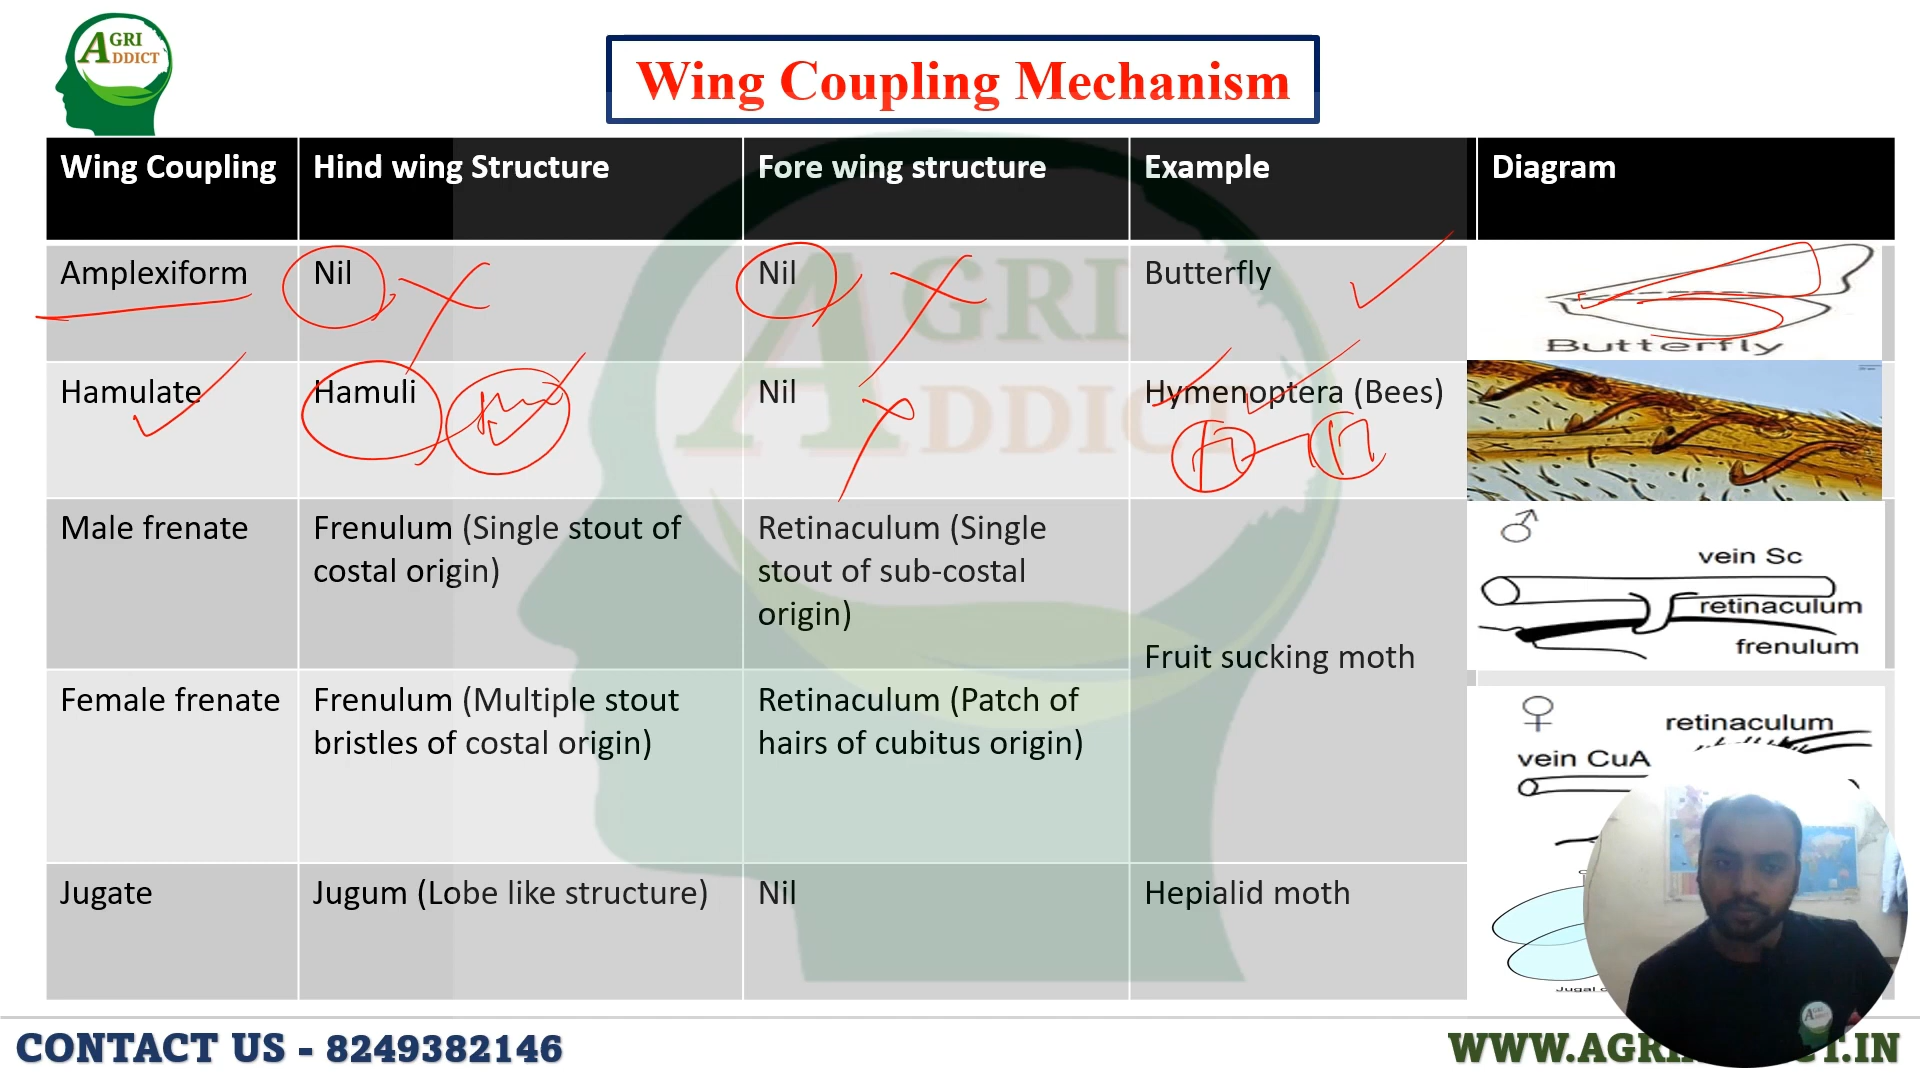 AGRI
ADDICT
Wing Coupling Mechanism
Wing Coupling
Hind wing Structure
Fore wing structure
Example
Diagram
Amplexiform
Nil
Nil
Butterfly
Butterfly
Hamulate
Hamuli
Nil
Hymenoptera (Bees)
Male frenate
Frenulum (Single stout of
costal origin)
Retinaculum (Single
stout of sub-costal
origin)
Fruit sucking moth
vein Sc
retinaculum
frenulum
Female frenate
Frenulum (Multiple stout
bristles of costal origin)
Retinaculum (Patch of
hairs of cubitus origin)
retinaculum
vein CuA
Jugate
Jugum (Lobe like structure)
Nil
Hepialid moth
Jugal
AGRI
ADDICT
CONTACT US - 8249382146